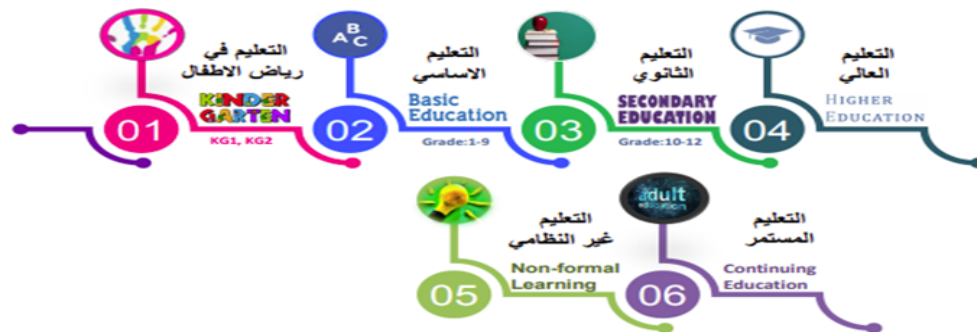 التعليم في
رياض الاطفال
KINDER
GARTEN
KG1, KG2
01
A B C
التعليم
الاساسي
Basic
Education
Grade:1-9
02
التعليم
الثانوي
SECONDARY
EDUCATION
Grade:10-12
03
التعليم
العالي
HIGHER
EDUCATION
04
التعليم
غير النظامي
Non-formal
Learning
05
adult
education
التعليم
المستمر
Continuing
Education
06